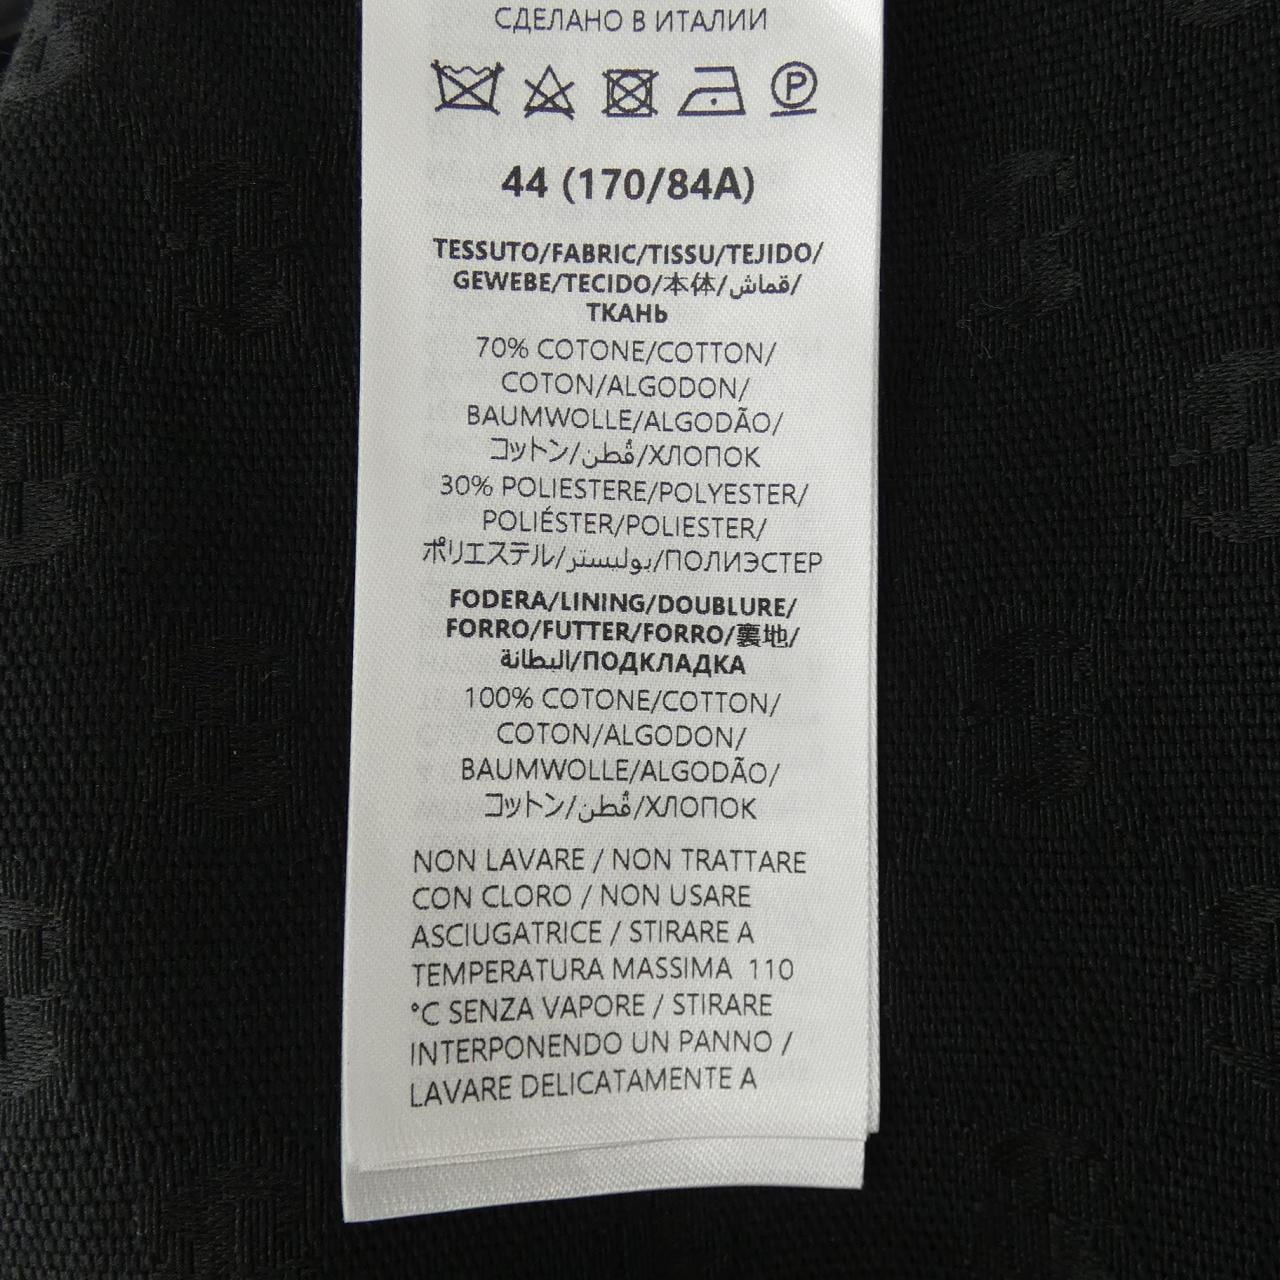 СДЕЛАНО В ИТАЛИИ
P
44 (170/84A)
TESSUTO/FABRIC/TISSU/TEJIDO/
GEWEBE/TECIDO/本体/قماش/
ТКАНЬ
70% COTONE/COTTON/
COTON/ALGODON/
BAUMWOLLE/ALGODÃO/
コットン/قُطن/ХЛОПОК
30% POLIESTERE/POLYESTER/
POLIÉSTER/POLIESTER/
ポリエステル/بوليستر/ПОЛИЭСТЕР
FODERA/LINING/DOUBLURE/
FORRO/FUTTER/FORRO/裏地/
البطانة/ПОДКЛАДКА
100% COTONE/COTTON/
COTON/ALGODON/
BAUMWOLLE/ALGODÃO/
コットン/قُطن/ХЛОПОК
NON LAVARE / NON TRATTARE
CON CLORO / NON USARE
ASCIUGATRICE / STIRARE A
TEMPERATURA MASSIMA 110
°C SENZA VAPORE / STIRARE
INTERPONENDO UN PANNO /
LAVARE DELICATAMENTE A